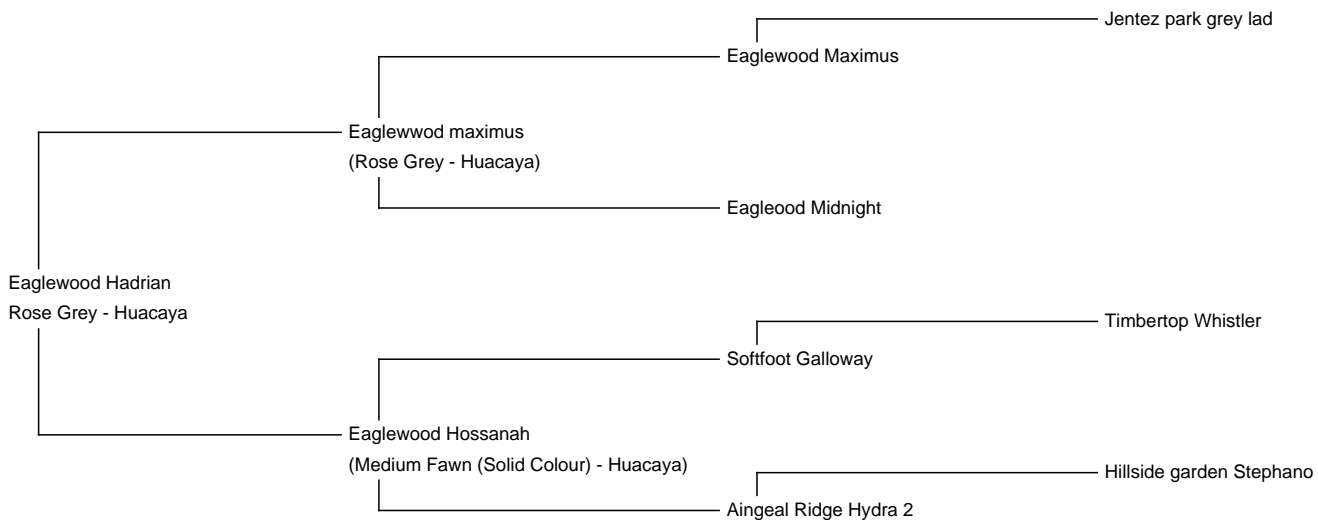 Jentez park grey lad
Eaglewood Maximus
Eaglewwod maximus
(Rose Grey - Huacaya)
Eagleood Midnight
Eaglewood Hadrian
Rose Grey - Huacaya
Timbertop Whistler
Softfoot Galloway
Eaglewood Hossanah
(Medium Fawn (Solid Colour) - Huacaya)
Hillside garden Stephano
Aingeal Ridge Hydra 2